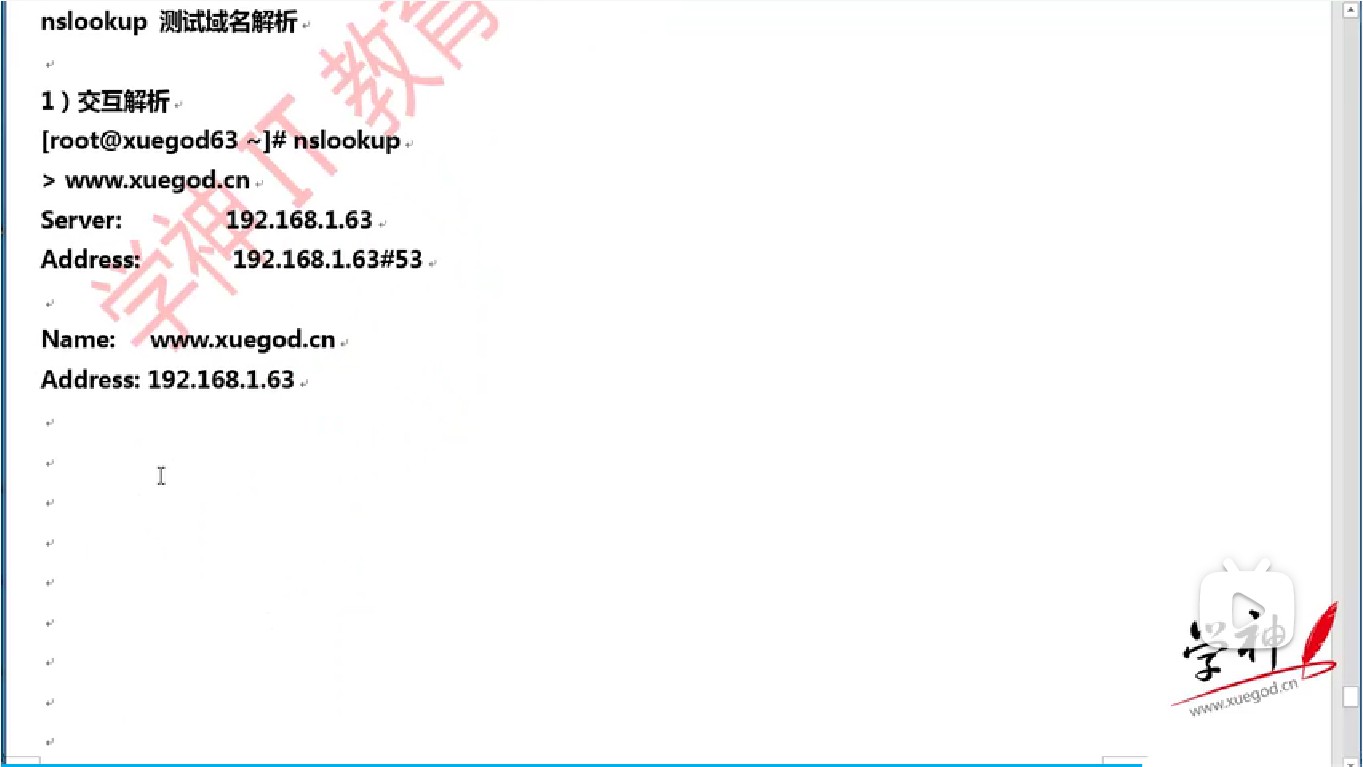 nslookup 测试域名解析
1）交互解析
[root@xuegod63 ~]# nslookup
> www.xuegod.cn
Server: 192.168.1.63
Address: 192.168.1.63#53
Name: www.xuegod.cn
Address: 192.168.1.63
学神 IT 教育
学神
www.xuegod.cn